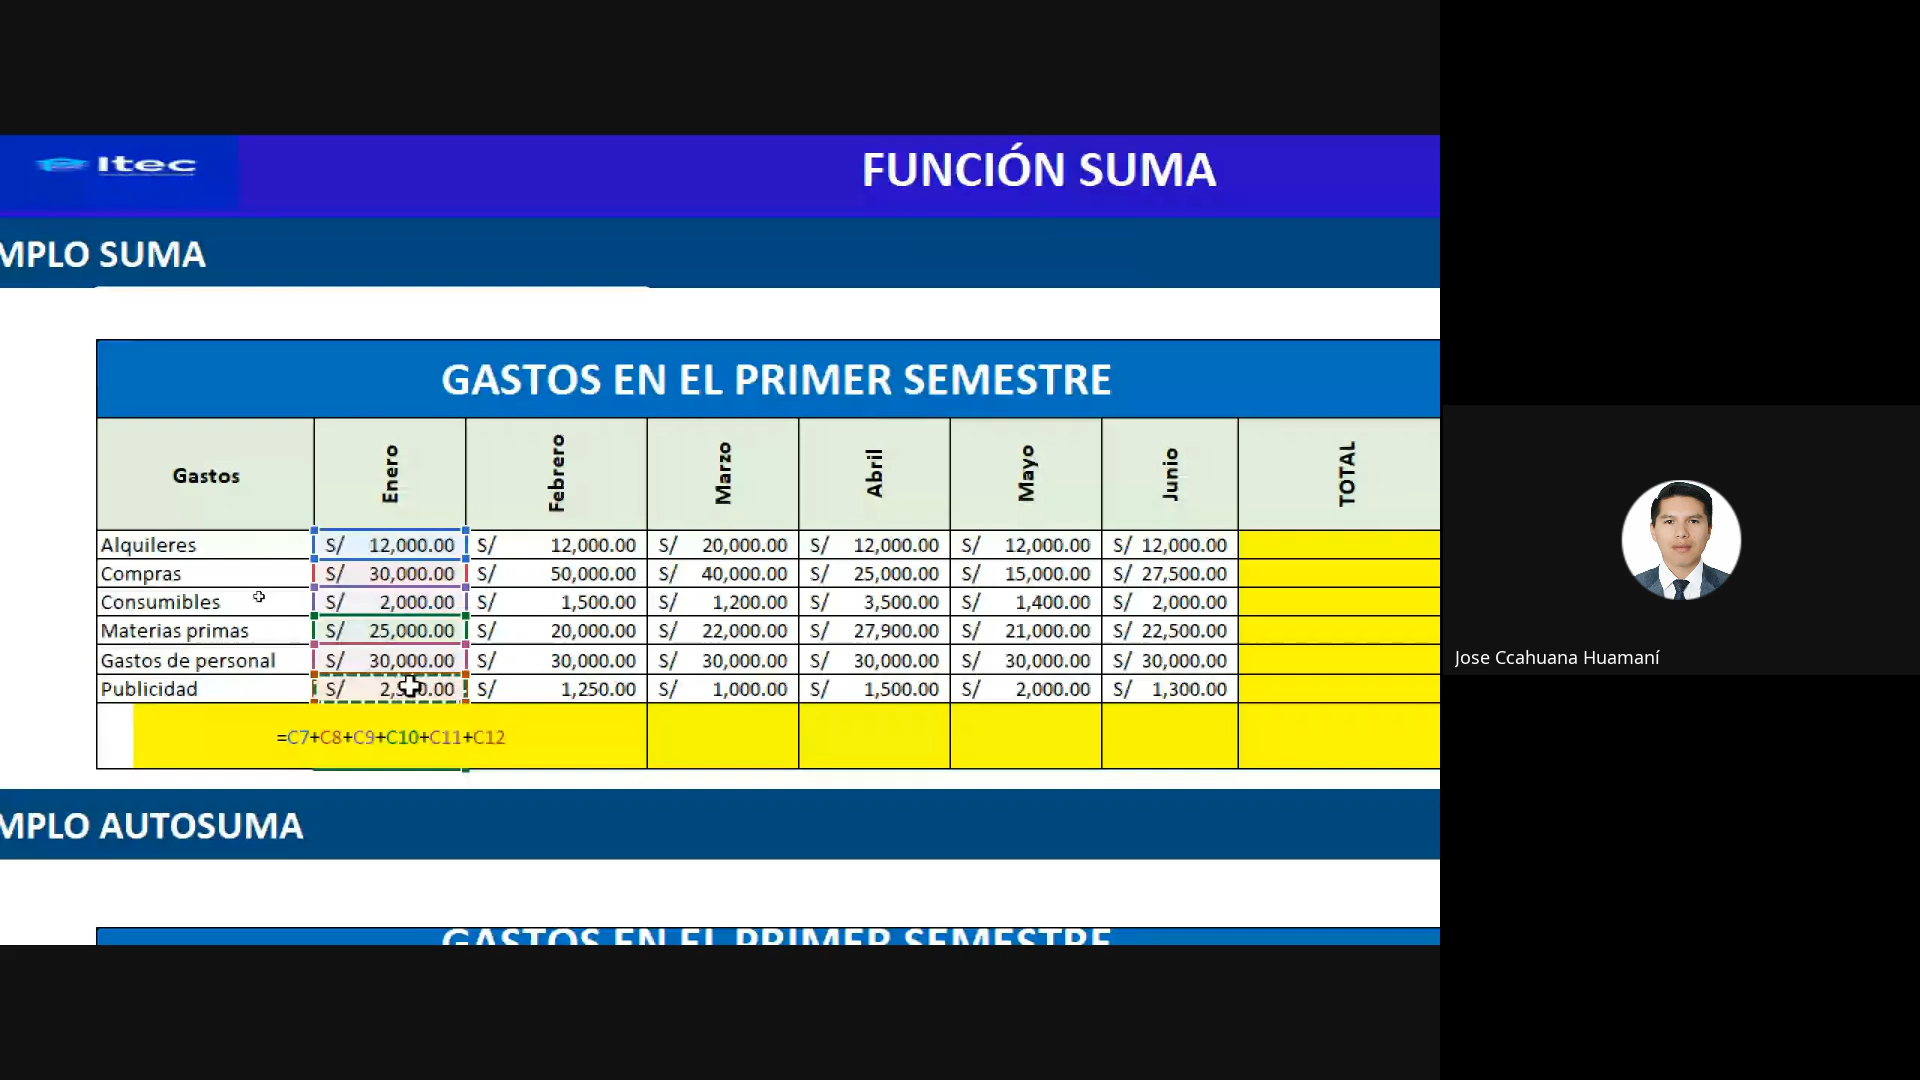 Itec
FUNCIÓN SUMA
MPLO SUMA
GASTOS EN EL PRIMER SEMESTRE
Gastos Enero Febrero Marzo Abril Mayo Junio TOTAL
Alquileres S/ 12,000.00 S/ 12,000.00 S/ 20,000.00 S/ 12,000.00 S/ 12,000.00 S/ 12,000.00
Compras S/ 30,000.00 S/ 50,000.00 S/ 40,000.00 S/ 25,000.00 S/ 15,000.00 S/ 27,500.00
Consumibles S/ 2,000.00 S/ 1,500.00 S/ 1,200.00 S/ 3,500.00 S/ 1,400.00 S/ 2,000.00
Materias primas S/ 25,000.00 S/ 20,000.00 S/ 22,000.00 S/ 27,900.00 S/ 21,000.00 S/ 22,500.00
Gastos de personal S/ 30,000.00 S/ 30,000.00 S/ 30,000.00 S/ 30,000.00 S/ 30,000.00 S/ 30,000.00
Publicidad S/ S/ 1,250.00 S/ 1,000.00 S/ 1,500.00 S/ 2,000.00 S/ 1,300.00
=C7+C8+C9+C10+C11+C12
MPLO AUTOSUMA
GASTOS EN EL PRIMER SEMESTRE
Jose Ccahuana Huamaní